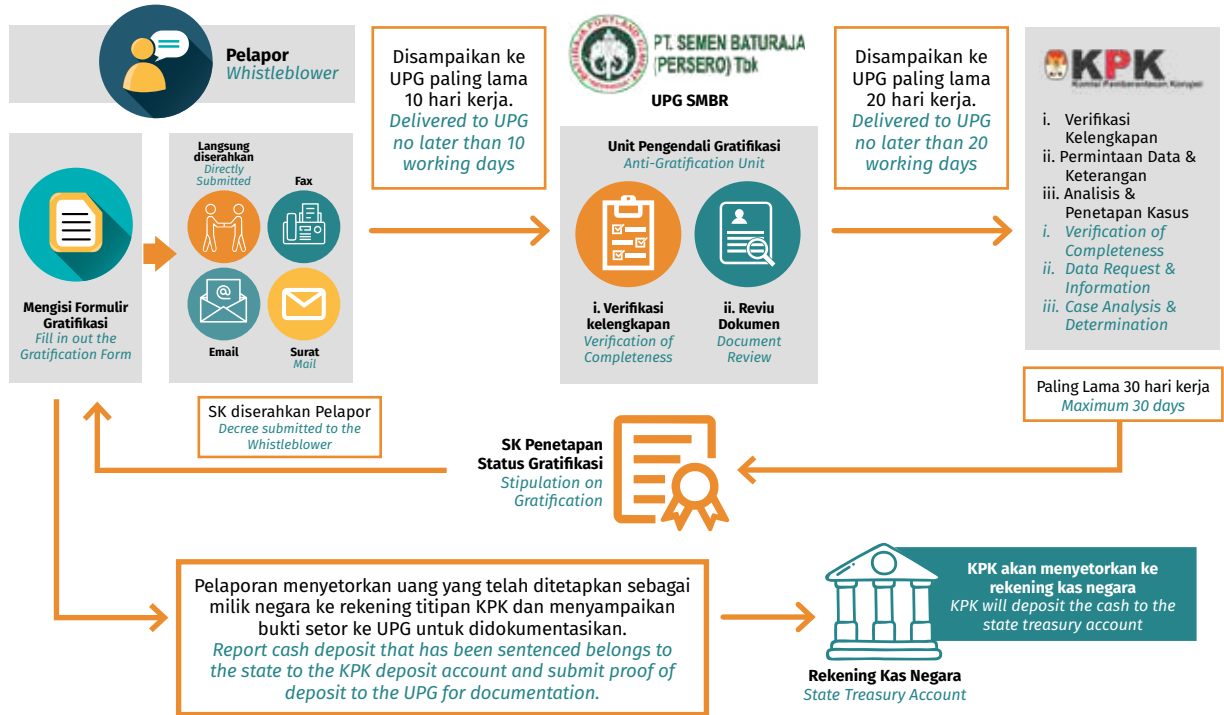 Pelapor
Whistleblower
Mengisi Formulir
Gratifikasi
Fill in out the
Gratification Form
Langsung
diserahkan
Directly
Submitted
Fax
@
Email
Surat
Mail
Disampaikan ke
UPG paling lama
10 hari kerja.
Delivered to UPG
no later than 10
working days
BATURAJA PORTLAND CEMENT
PT. SEMEN BATURAJA
(PERSERO) Tbk
UPG SMBR
Unit Pengendali Gratifikasi
Anti-Gratification Unit
i. Verifikasi
kelengkapan
Verification of
Completeness
ii. Reviu
Dokumen
Document
Review
Disampaikan ke
UPG paling lama
20 hari kerja.
Delivered to UPG
no later than 20
working days
KPK
Komisi Pemberantasan Korupsi
i. Verifikasi
Kelengkapan
ii. Permintaan Data &
Keterangan
iii. Analisis &
Penetapan Kasus
i. Verification of
Completeness
ii. Data Request &
Information
iii. Case Analysis &
Determination
Paling Lama 30 hari kerja
Maximum 30 days
SK Penetapan
Status Gratifikasi
Stipulation on
Gratification
SK diserahkan Pelapor
Decree submitted to the
Whistleblower
Pelaporan menyetorkan uang yang telah ditetapkan sebagai
milik negara ke rekening titipan KPK dan menyampaikan
bukti setor ke UPG untuk didokumentasikan.
Report cash deposit that has been sentenced belongs to
the state to the KPK deposit account and submit proof of
deposit to the UPG for documentation.
KPK akan menyetorkan ke
rekening kas negara
KPK will deposit the cash to the
state treasury account
Rekening Kas Negara
State Treasury Account